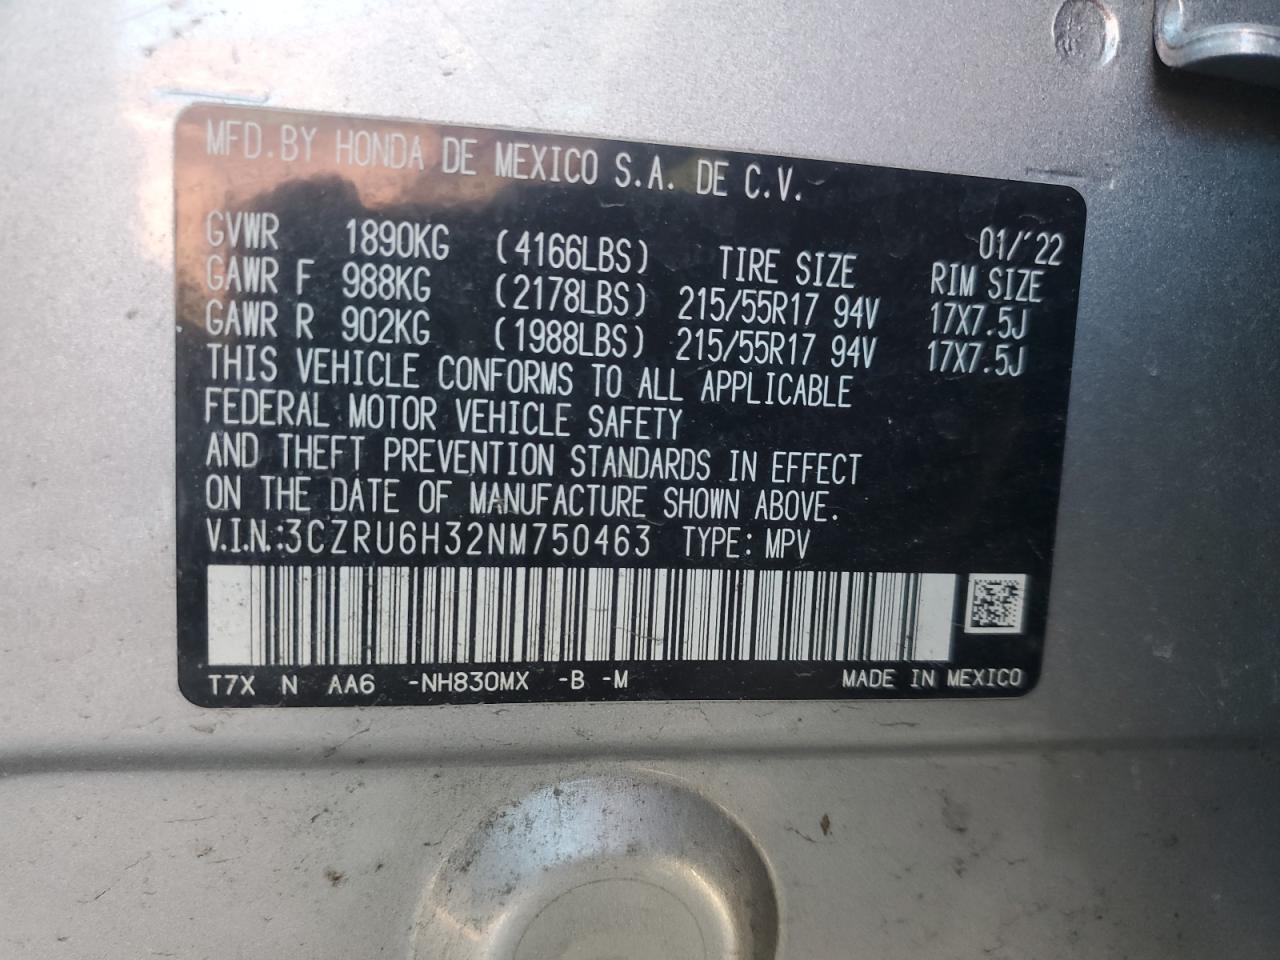 MFD.BY HONDA DE MEXICO S.A. DE C.V.
01/'22
GVWR 1890KG (4166LBS) TIRE SIZE RIM SIZE
GAWR F 988KG (2178LBS) 215/55R17 94V 17X7.5J
GAWR R 902KG (1988LBS) 215/55R17 94V 17X7.5J
THIS VEHICLE CONFORMS TO ALL APPLICABLE
FEDERAL MOTOR VEHICLE SAFETY
AND THEFT PREVENTION STANDARDS IN EFFECT
ON THE DATE OF MANUFACTURE SHOWN ABOVE.
V.I.N.:3CZRU6H32NM750463 TYPE: MPV
T7X N AA6 -NH830MX -B -M MADE IN MEXICO